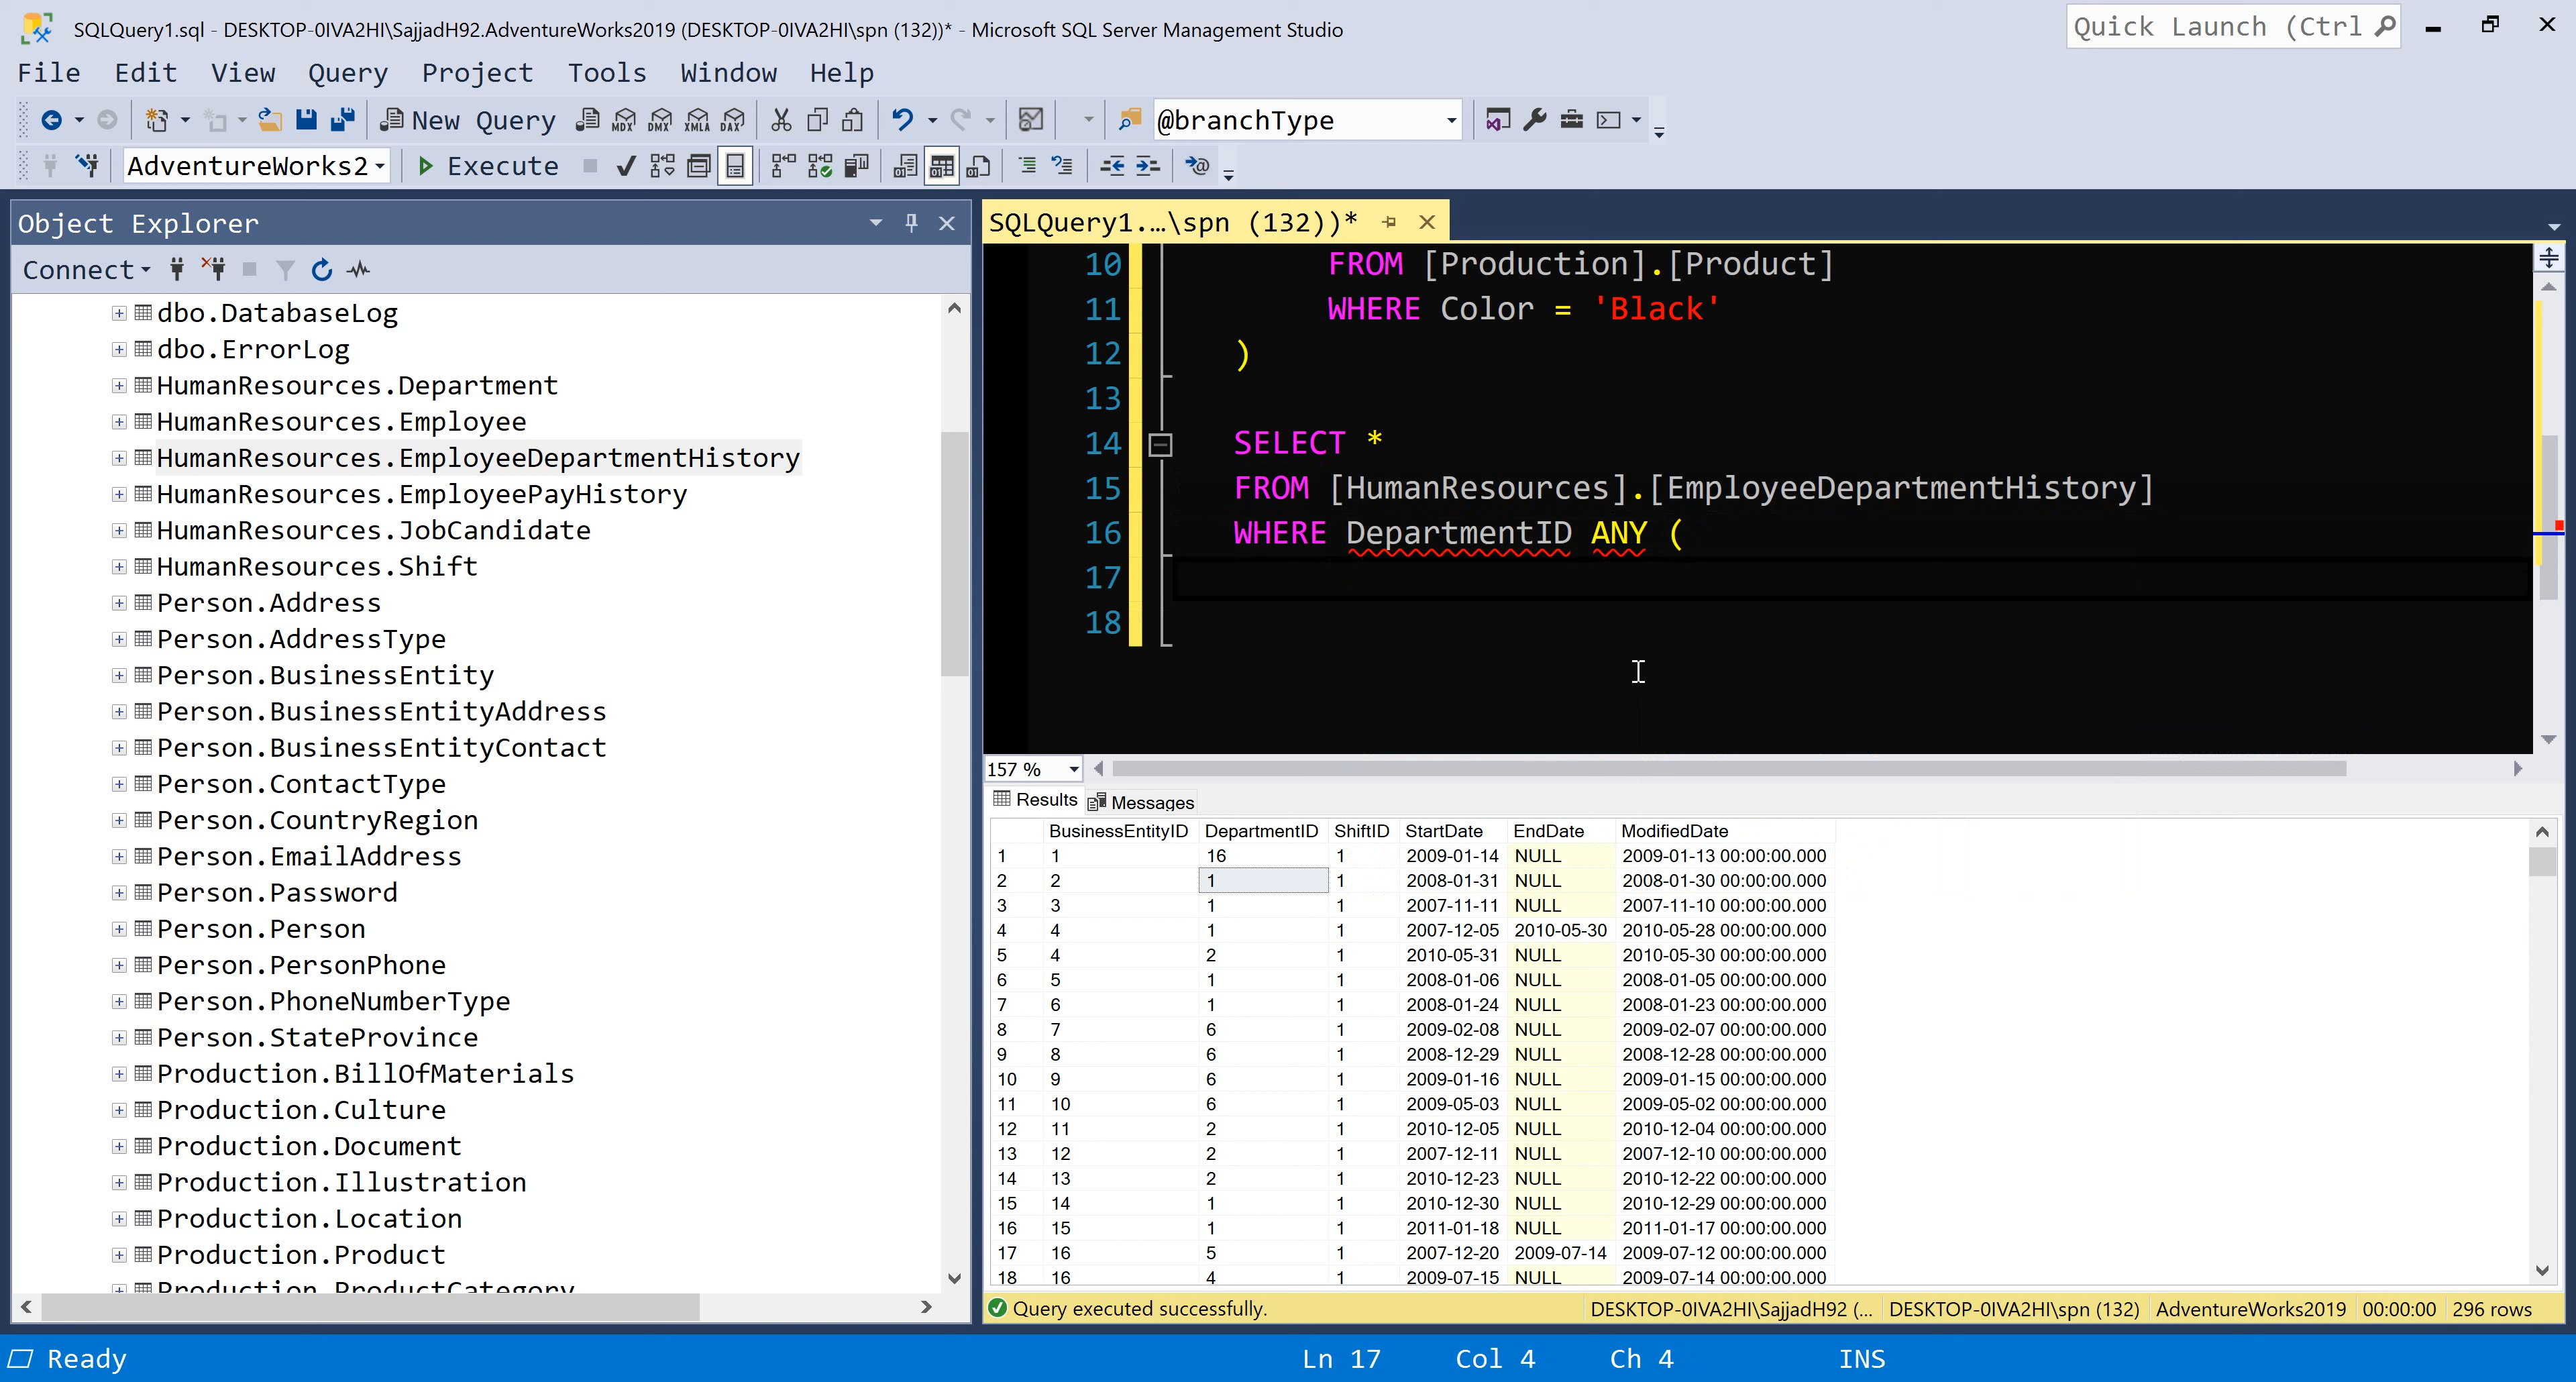 SQLQuery1.sql - DESKTOP-0IVA2HI\SajjadH92.AdventureWorks2019 (DESKTOP-0IVA2HI\spn (132))* - Microsoft SQL Server Management Studio
Quick Launch (Ctrl
File Edit View Query Project Tools Window Help
New Query MDX DMX XMLA DAX @branchType
AdventureWorks2 Execute
Object Explorer
Connect
dbo.DatabaseLog
dbo.ErrorLog
HumanResources.Department
HumanResources.Employee
HumanResources.EmployeeDepartmentHistory
HumanResources.EmployeePayHistory
HumanResources.JobCandidate
HumanResources.Shift
Person.Address
Person.AddressType
Person.BusinessEntity
Person.BusinessEntityAddress
Person.BusinessEntityContact
Person.ContactType
Person.CountryRegion
Person.EmailAddress
Person.Password
Person.Person
Person.PersonPhone
Person.PhoneNumberType
Person.StateProvince
Production.BillOfMaterials
Production.Culture
Production.Document
Production.Illustration
Production.Location
Production.Product
Production.ProductCategory
SQLQuery1....\spn (132))*
10 FROM [Production].[Product]
11 WHERE Color = 'Black'
12 )
13
14 SELECT *
15 FROM [HumanResources].[EmployeeDepartmentHistory]
16 WHERE DepartmentID ANY (
17
18
157 %
Results Messages
BusinessEntityID DepartmentID ShiftID StartDate EndDate ModifiedDate
1 1 16 1 2009-01-14 NULL 2009-01-13 00:00:00.000
2 2 1 1 2008-01-31 NULL 2008-01-30 00:00:00.000
3 3 1 1 2007-11-11 NULL 2007-11-10 00:00:00.000
4 4 1 1 2007-12-05 2010-05-30 2010-05-28 00:00:00.000
5 4 2 1 2010-05-31 NULL 2010-05-30 00:00:00.000
6 5 1 1 2008-01-06 NULL 2008-01-05 00:00:00.000
7 6 1 1 2008-01-24 NULL 2008-01-23 00:00:00.000
8 7 6 1 2009-02-08 NULL 2009-02-07 00:00:00.000
9 8 6 1 2008-12-29 NULL 2008-12-28 00:00:00.000
10 9 6 1 2009-01-16 NULL 2009-01-15 00:00:00.000
11 10 6 1 2009-05-03 NULL 2009-05-02 00:00:00.000
12 11 2 1 2010-12-05 NULL 2010-12-04 00:00:00.000
13 12 2 1 2007-12-11 NULL 2007-12-10 00:00:00.000
14 13 2 1 2010-12-23 NULL 2010-12-22 00:00:00.000
15 14 1 1 2010-12-30 NULL 2010-12-29 00:00:00.000
16 15 1 1 2011-01-18 NULL 2011-01-17 00:00:00.000
17 16 5 1 2007-12-20 2009-07-14 2009-07-12 00:00:00.000
18 16 4 1 2009-07-15 NULL 2009-07-14 00:00:00.000
Query executed successfully. DESKTOP-0IVA2HI\SajjadH92 (... DESKTOP-0IVA2HI\spn (132) AdventureWorks2019 00:00:00 296 rows
Ready Ln 17 Col 4 Ch 4 INS